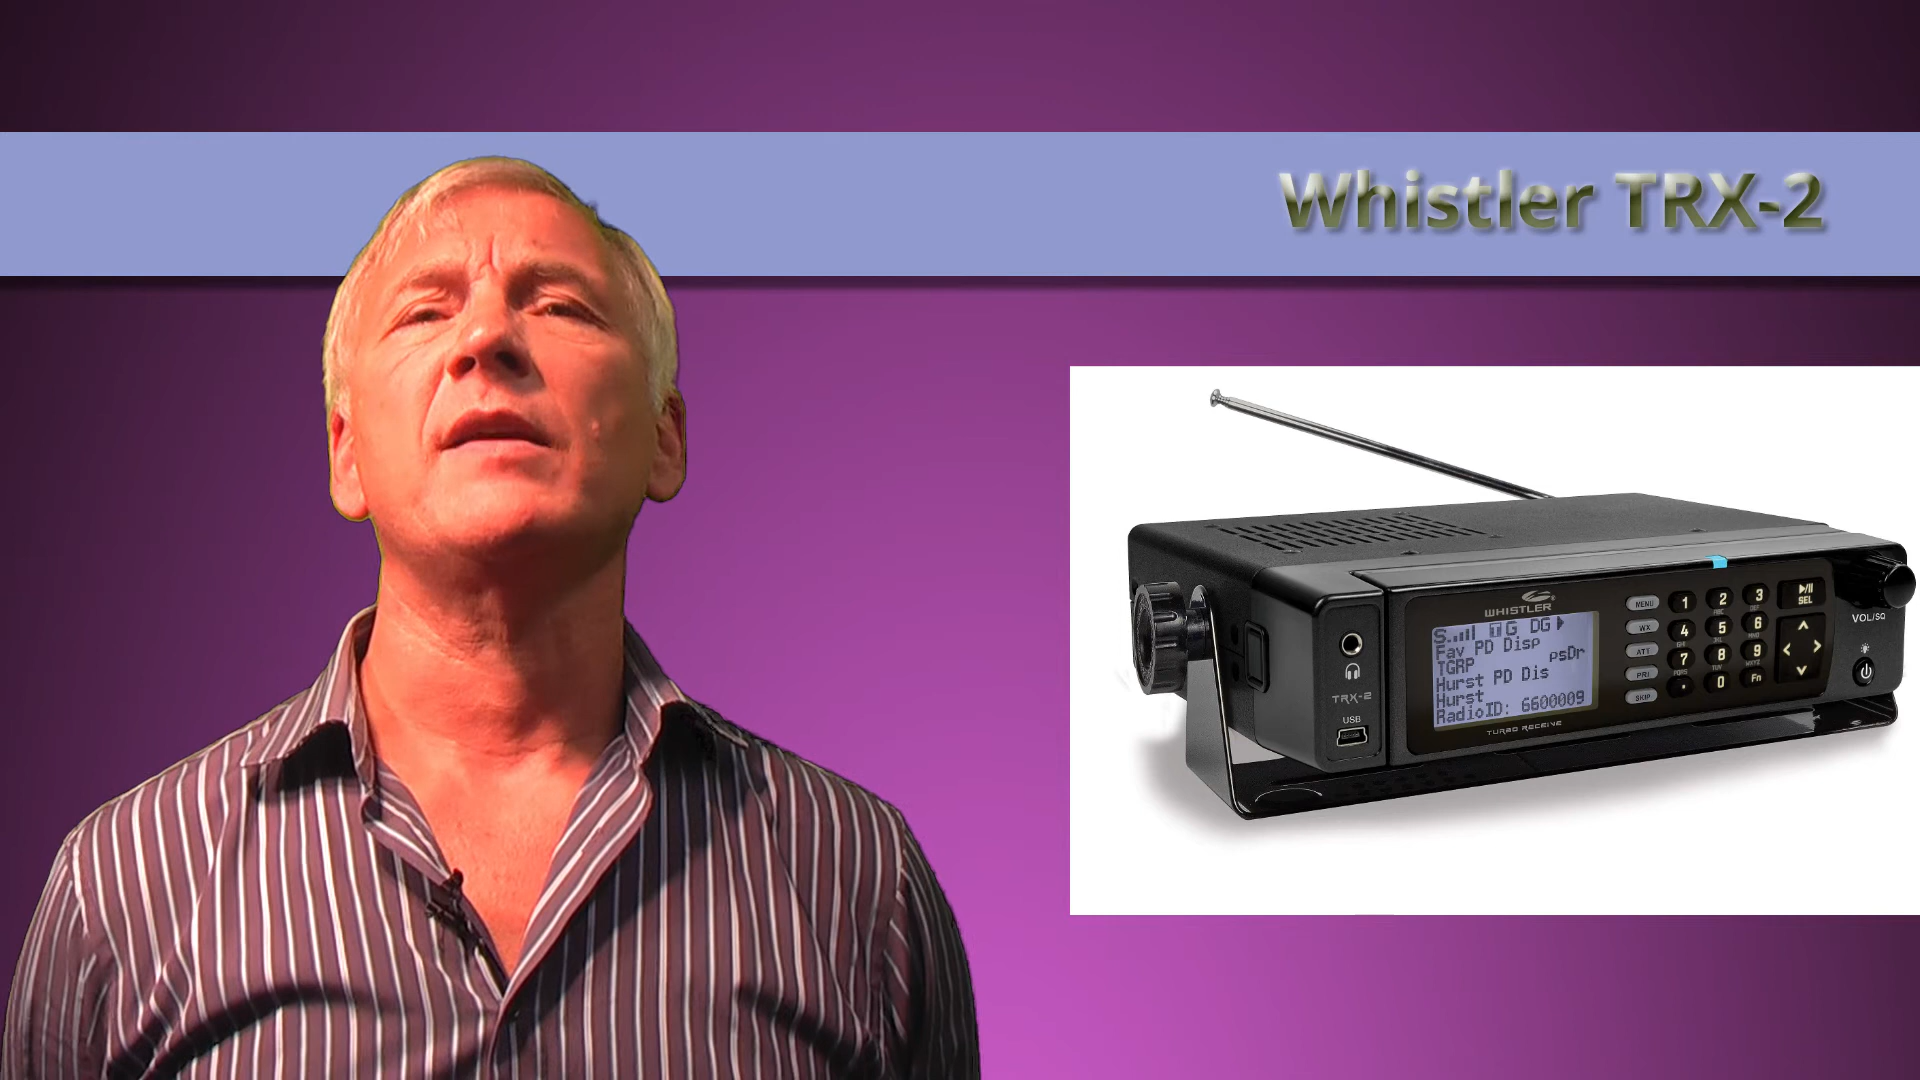 Whistler TRX-2
WHISTLER
S TG DG
Fav PD Disp
TGRP psDr
Hurst PD Dis
Hurst
RadioID: 6600009
TURBO RECEIVE
TRX-2
USB
MENU 1 2 3 SEL
WX 4 5 6
ATT 7 8 9
PRI . 0 Fn
SKIP
VOL/SQ